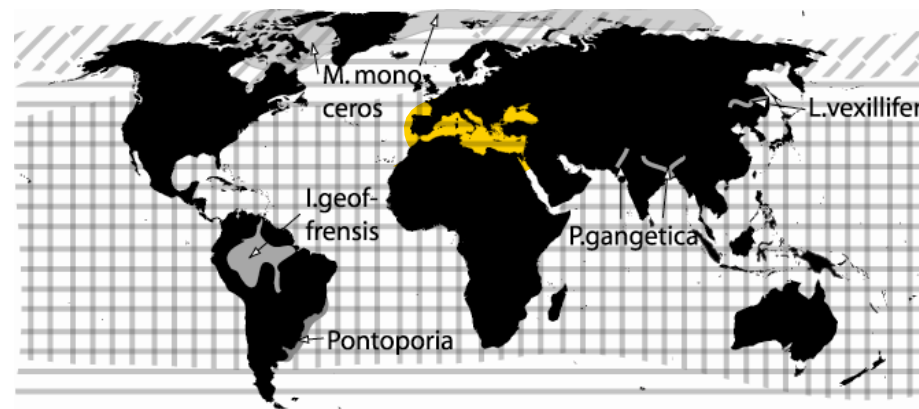 M. mono
ceros
L.vexillifer
I.geof-
frensis
P.gangetica
Pontoporia